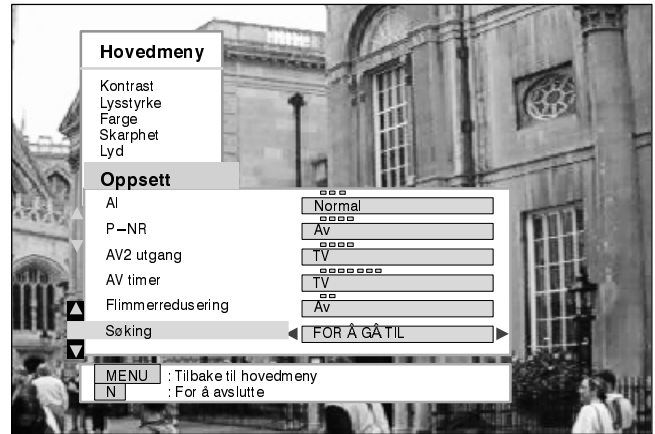 Hovedmeny
Kontrast
Lysstyrke
Farge
Skarphet
Lyd
Oppsett
AI Normal
P–NR Av
AV2 utgang TV
AV timer TV
Flimmerredusering Av
Søking FOR Â GÂ TIL
MENU : Tilbake til hovedmeny
N : For å avslutte